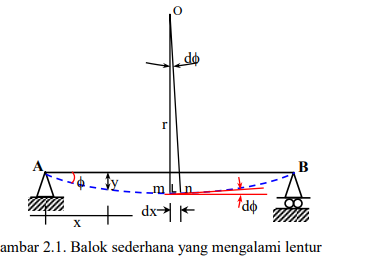 O
dϕ
r
A
B
ϕ
y
m
n
dx
dϕ
x
ambar 2.1. Balok sederhana yang mengalami lentur